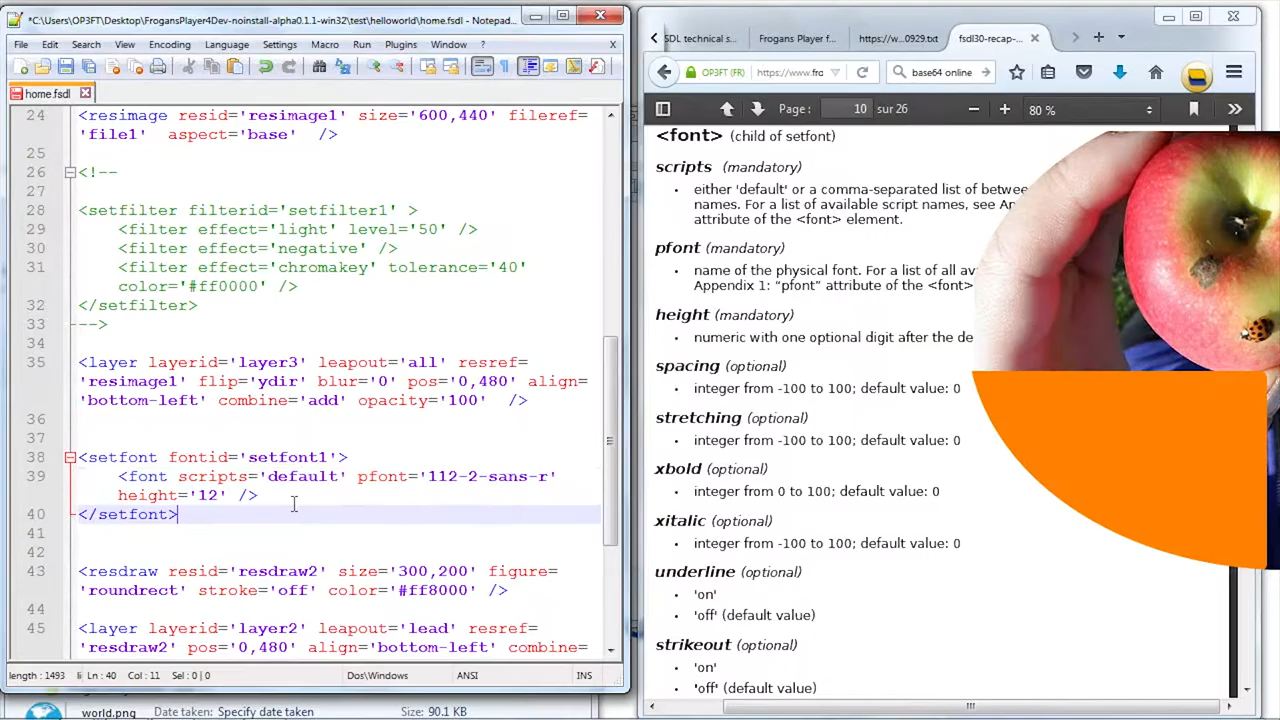 *C:\Users\OP3FT\Desktop\FrogansPlayer4Dev-noinstall-alpha0.1.1-win32\test\helloworld\home.fsdl - Notepad...
File Edit Search View Encoding Language Settings Macro Run Plugins Window ? X
home.fsdl
24 <resimage resid='resimage1' size='600,440' fileref=
'file1' aspect='base' />
25
26 <!--
27
28 <setfilter filterid='setfilter1' >
29 <filter effect='light' level='50' />
30 <filter effect='negative' />
31 <filter effect='chromakey' tolerance='40'
color='#ff0000' />
32 </setfilter>
33 -->
34
35 <layer layerid='layer3' leapout='all' resref=
'resimage1' flip='ydir' blur='0' pos='0,480' align=
'bottom-left' combine='add' opacity='100' />
36
37
38 <setfont fontid='setfont1'>
39 <font scripts='default' pfont='112-2-sans-r'
height='12' />
40 </setfont>
41
42
43 <resdraw resid='resdraw2' size='300,200' figure=
'roundrect' stroke='off' color='#ff8000' />
44
45 <layer layerid='layer2' leapout='lead' resref=
'resdraw2' pos='0,480' align='bottom-left' combine=
length : 1493 li Ln : 40 Col : 11 Sel : 0 | 0 Dos\Windows ANSI INS
world.png Date taken: Specify date taken Size: 90.1 KB
SDL technical s... Frogans Player f... https://w...0929.txt fsdl30-recap-...
OP3FT (FR) https://www.fro base64 online
Page : 10 sur 26 80 %
<font> (child of setfont)
scripts (mandatory)
• either 'default' or a comma-separated list of betwee
names. For a list of available script names, see Ap
attribute of the <font> element.
pfont (mandatory)
• name of the physical font. For a list of all av
Appendix 1: "pfont" attribute of the <font>
height (mandatory)
• numeric with one optional digit after the de
spacing (optional)
• integer from -100 to 100; default value: 0
stretching (optional)
• integer from -100 to 100; default value: 0
xbold (optional)
• integer from 0 to 100; default value: 0
xitalic (optional)
• integer from -100 to 100; default value: 0
underline (optional)
• 'on'
• 'off' (default value)
strikeout (optional)
• 'on'
• 'off' (default value)